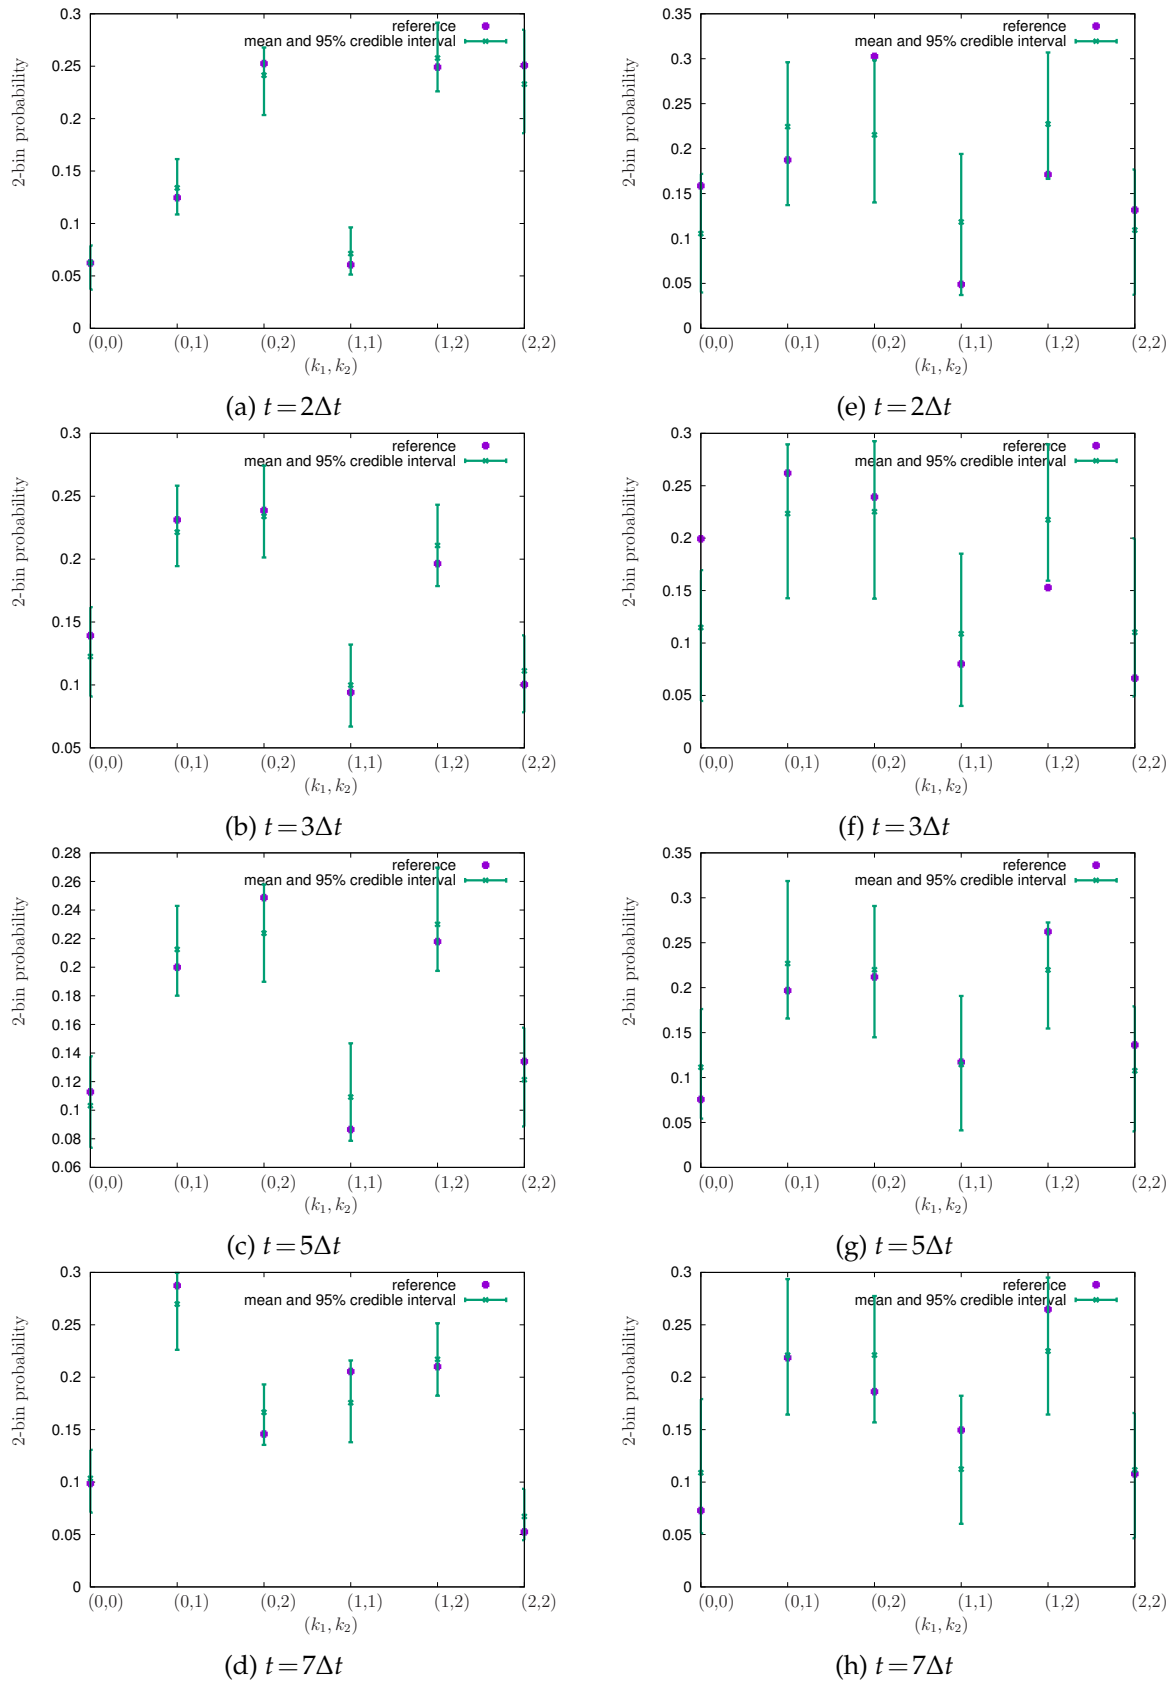 reference
mean and 95% credible interval
2-bin probability
0.3
0.25
0.2
0.15
0.1
0.05
0
(0,0) (0,1) (0,2) (1,1) (1,2) (2,2)
(k₁, k₂)
(a) t=2Δt
reference
mean and 95% credible interval
2-bin probability
0.35
0.3
0.25
0.2
0.15
0.1
0.05
0
(0,0) (0,1) (0,2) (1,1) (1,2) (2,2)
(k₁, k₂)
(e) t=2Δt
reference
mean and 95% credible interval
2-bin probability
0.3
0.25
0.2
0.15
0.1
0.05
(0,0) (0,1) (0,2) (1,1) (1,2) (2,2)
(k₁, k₂)
(b) t=3Δt
reference
mean and 95% credible interval
2-bin probability
0.3
0.25
0.2
0.15
0.1
0.05
0
(0,0) (0,1) (0,2) (1,1) (1,2) (2,2)
(k₁, k₂)
(f) t=3Δt
reference
mean and 95% credible interval
2-bin probability
0.28
0.26
0.24
0.22
0.2
0.18
0.16
0.14
0.12
0.1
0.08
0.06
(0,0) (0,1) (0,2) (1,1) (1,2) (2,2)
(k₁, k₂)
(c) t=5Δt
reference
mean and 95% credible interval
2-bin probability
0.35
0.3
0.25
0.2
0.15
0.1
0.05
0
(0,0) (0,1) (0,2) (1,1) (1,2) (2,2)
(k₁, k₂)
(g) t=5Δt
reference
mean and 95% credible interval
2-bin probability
0.3
0.25
0.2
0.15
0.1
0.05
0
(0,0) (0,1) (0,2) (1,1) (1,2) (2,2)
(k₁, k₂)
(d) t=7Δt
reference
mean and 95% credible interval
2-bin probability
0.3
0.25
0.2
0.15
0.1
0.05
0
(0,0) (0,1) (0,2) (1,1) (1,2) (2,2)
(k₁, k₂)
(h) t=7Δt